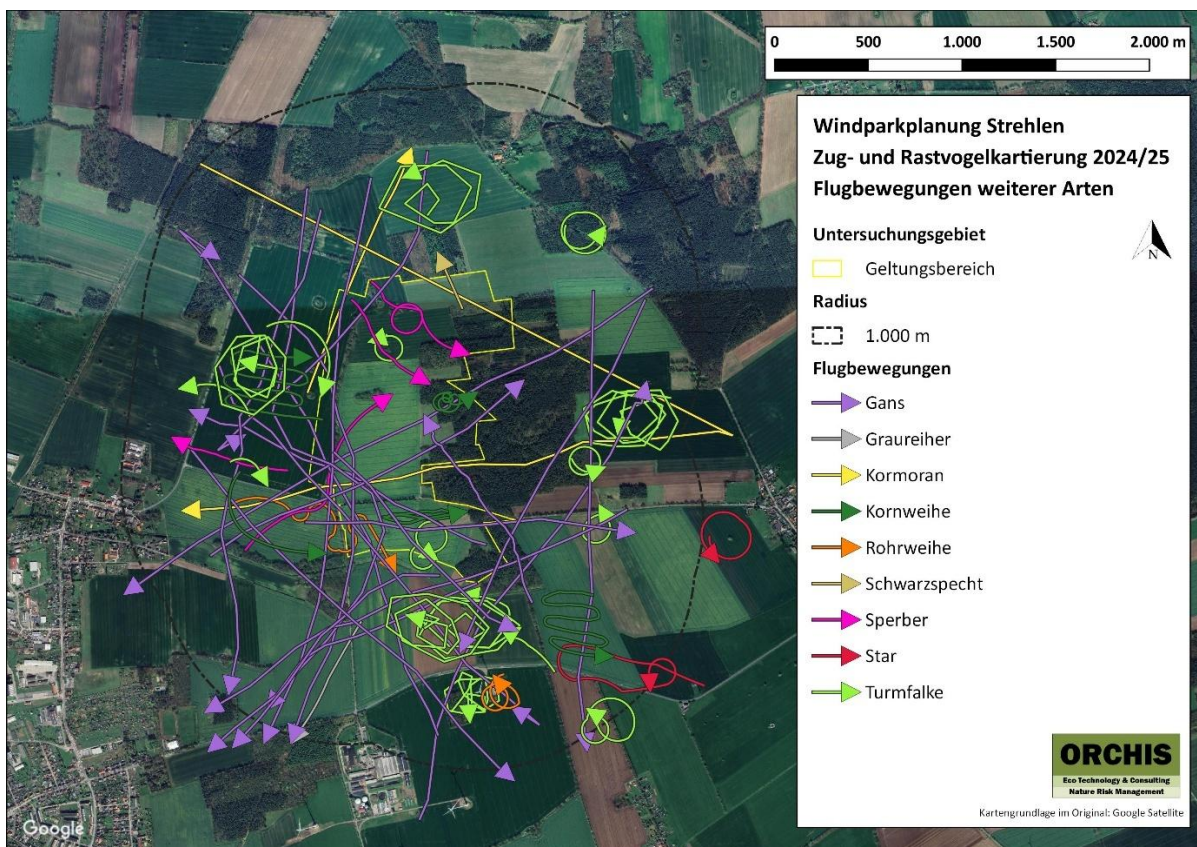 0 500 1.000 1.500 2.000 m
Windparkplanung Strehlen
Zug- und Rastvogelkartierung 2024/25
Flugbewegungen weiterer Arten
Untersuchungsgebiet
Geltungsbereich
N
Radius
1.000 m
Flugbewegungen
Gans
Graureiher
Kormoran
Kornweihe
Rohrweihe
Schwarzspecht
Sperber
Star
Turmfalke
ORCHIS
Eco Technology & Consulting
Nature Risk Management
Kartengrundlage im Original: Google Satellite
Google